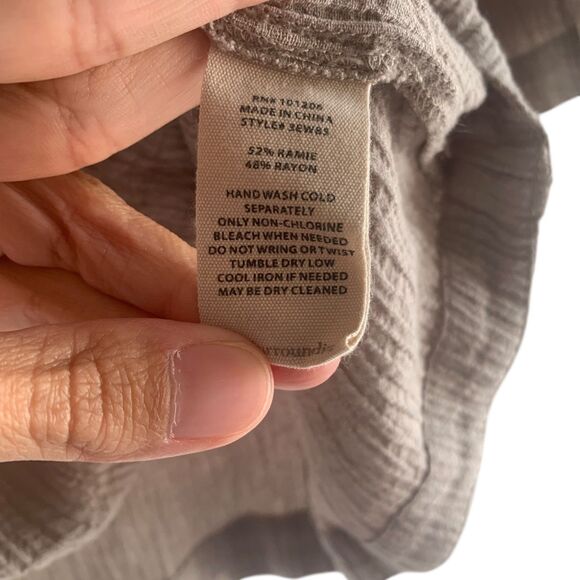 RN# 101206
MADE IN CHINA
STYLE# 3EW85
52% RAMIE
48% RAYON
HAND WASH COLD
SEPARATELY
ONLY NON-CHLORINE
BLEACH WHEN NEEDED
DO NOT WRING OR TWIST
TUMBLE DRY LOW
COOL IRON IF NEEDED
MAY BE DRY CLEANED